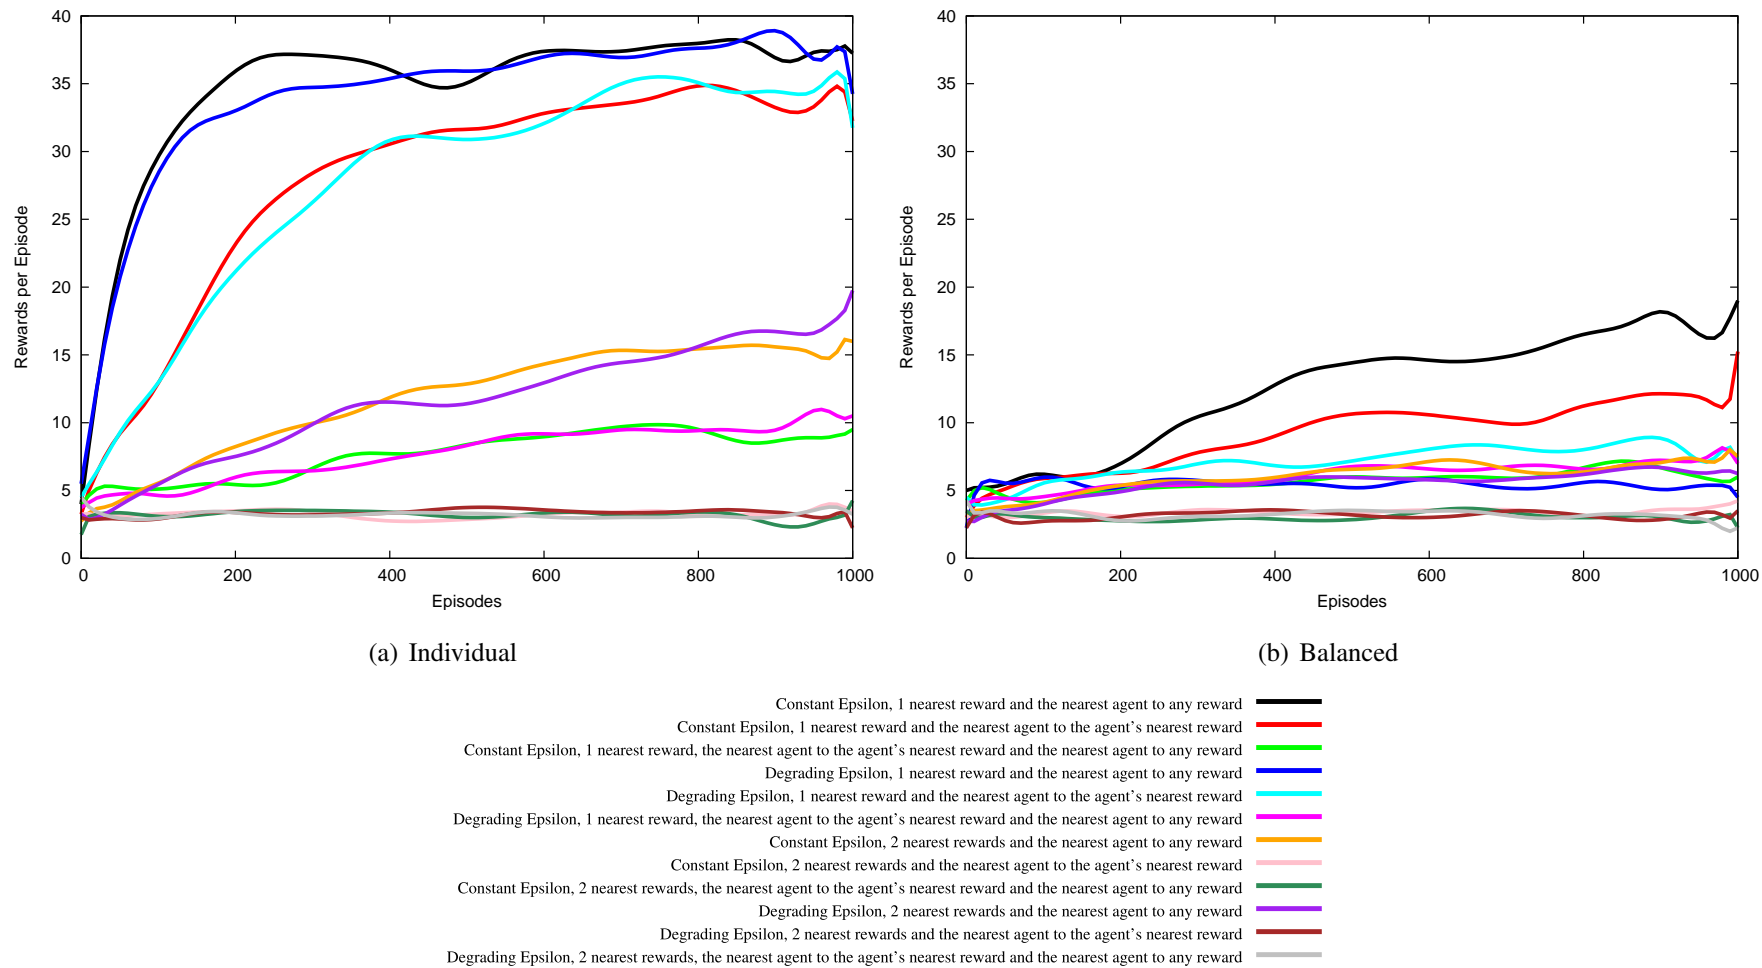 40
35
30
25
20
15
10
5
0
0 200 400 600 800 1000
Rewards per Episode
Episodes
(a) Individual
40
35
30
25
20
15
10
5
0
0 200 400 600 800 1000
Rewards per Episode
Episodes
(b) Balanced
Constant Epsilon, 1 nearest reward and the nearest agent to any reward
Constant Epsilon, 1 nearest reward and the nearest agent to the agent's nearest reward
Constant Epsilon, 1 nearest reward, the nearest agent to the agent's nearest reward and the nearest agent to any reward
Degrading Epsilon, 1 nearest reward and the nearest agent to any reward
Degrading Epsilon, 1 nearest reward and the nearest agent to the agent's nearest reward
Degrading Epsilon, 1 nearest reward, the nearest agent to the agent's nearest reward and the nearest agent to any reward
Constant Epsilon, 2 nearest rewards and the nearest agent to any reward
Constant Epsilon, 2 nearest rewards and the nearest agent to the agent's nearest reward
Constant Epsilon, 2 nearest rewards, the nearest agent to the agent's nearest reward and the nearest agent to any reward
Degrading Epsilon, 2 nearest rewards and the nearest agent to any reward
Degrading Epsilon, 2 nearest rewards and the nearest agent to the agent's nearest reward
Degrading Epsilon, 2 nearest rewards, the nearest agent to the agent's nearest reward and the nearest agent to any reward